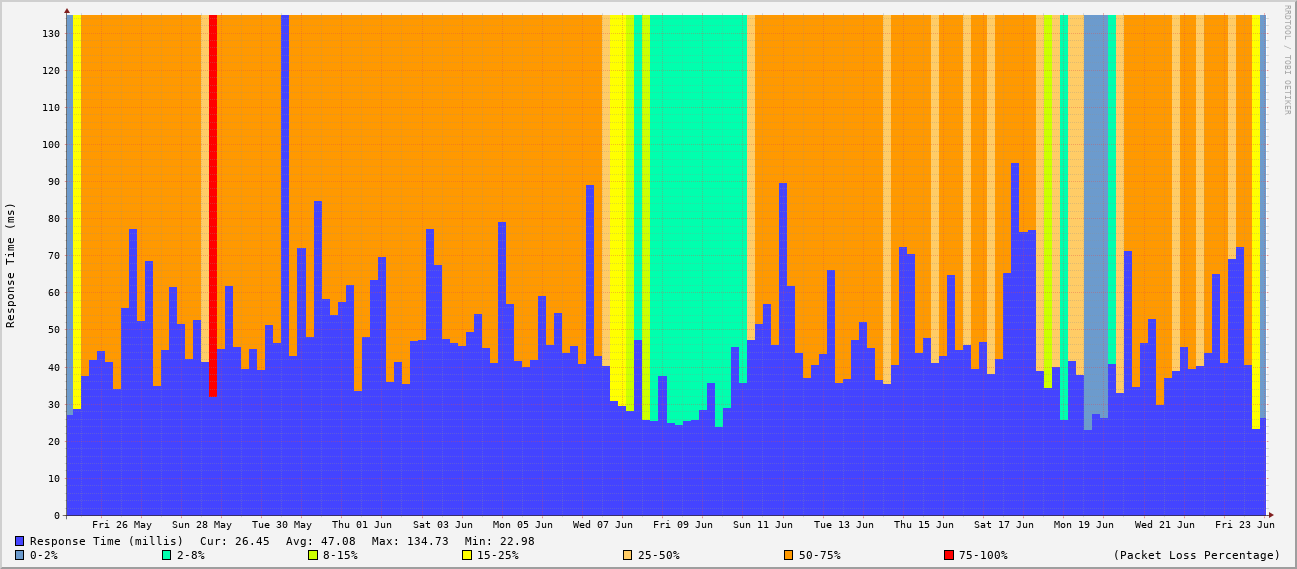 RRDTOOL / TOBI OETIKER
Response Time (ms)
130
120
110
100
90
80
70
60
50
40
30
20
10
0
Fri 26 May Sun 28 May Tue 30 May Thu 01 Jun Sat 03 Jun Mon 05 Jun Wed 07 Jun Fri 09 Jun Sun 11 Jun Tue 13 Jun Thu 15 Jun Sat 17 Jun Mon 19 Jun Wed 21 Jun Fri 23 Jun
Response Time (millis) Cur: 26.45 Avg: 47.08 Max: 134.73 Min: 22.98
0-2% 2-8% 8-15% 15-25% 25-50% 50-75% 75-100% (Packet Loss Percentage)